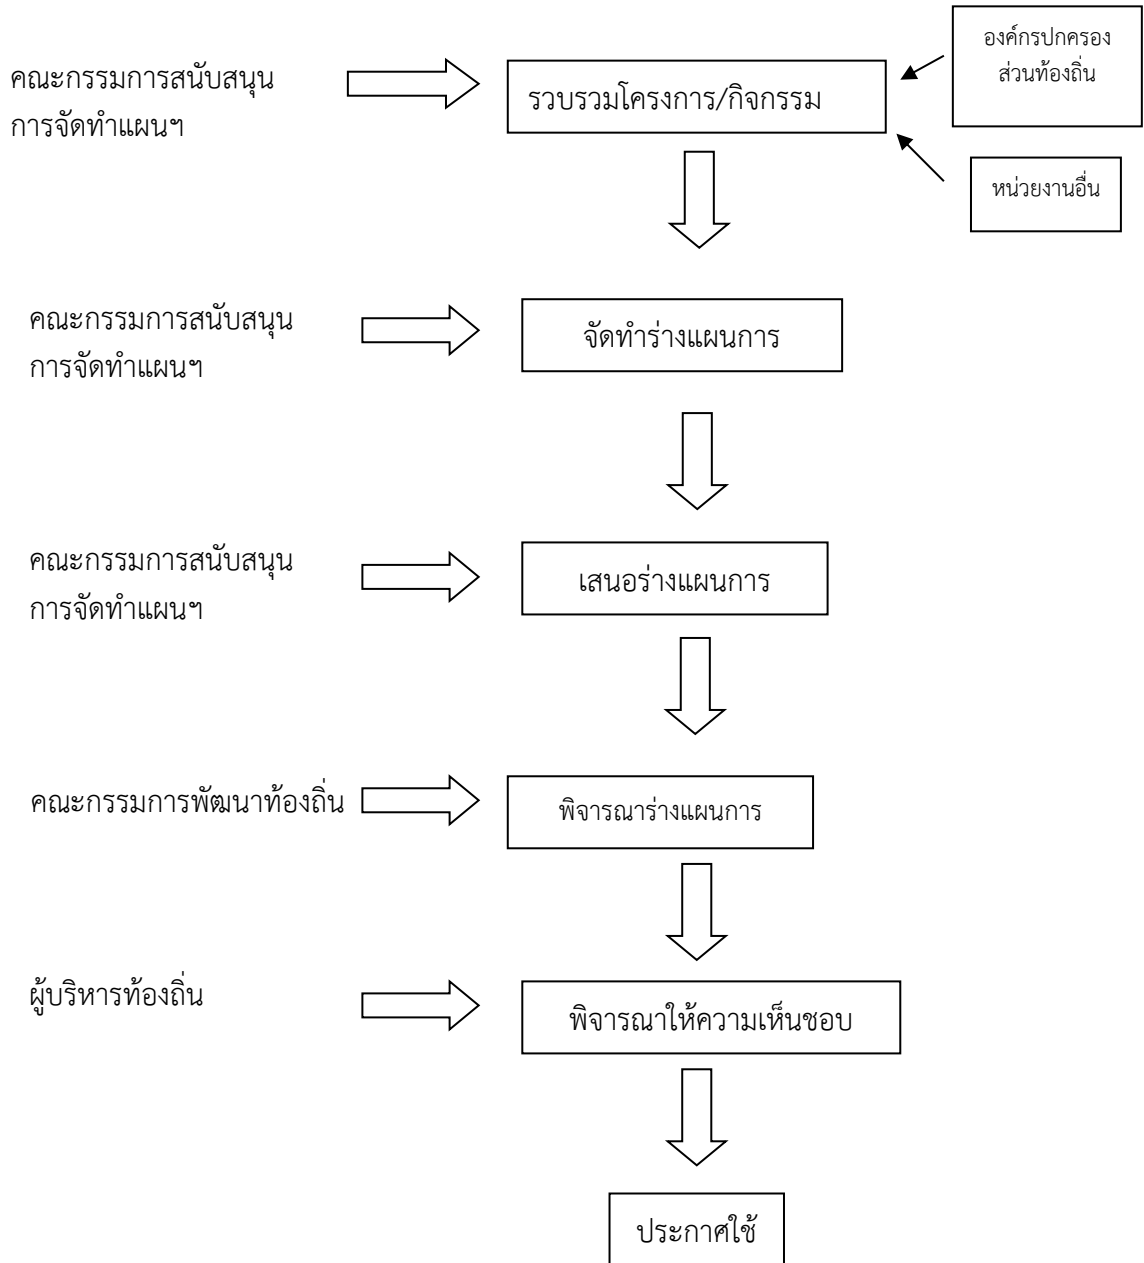 คณะกรรมการสนับสนุน
การจัดทำแผนฯ
รวบรวมโครงการ/กิจกรรม
องค์กรปกครอง
ส่วนท้องถิ่น
หน่วยงานอื่น
คณะกรรมการสนับสนุน
การจัดทำแผนฯ
จัดทำร่างแผนการ
คณะกรรมการสนับสนุน
การจัดทำแผนฯ
เสนอร่างแผนการ
คณะกรรมการพัฒนาท้องถิ่น
พิจารณาร่างแผนการ
ผู้บริหารท้องถิ่น
พิจารณาให้ความเห็นชอบ
ประกาศใช้